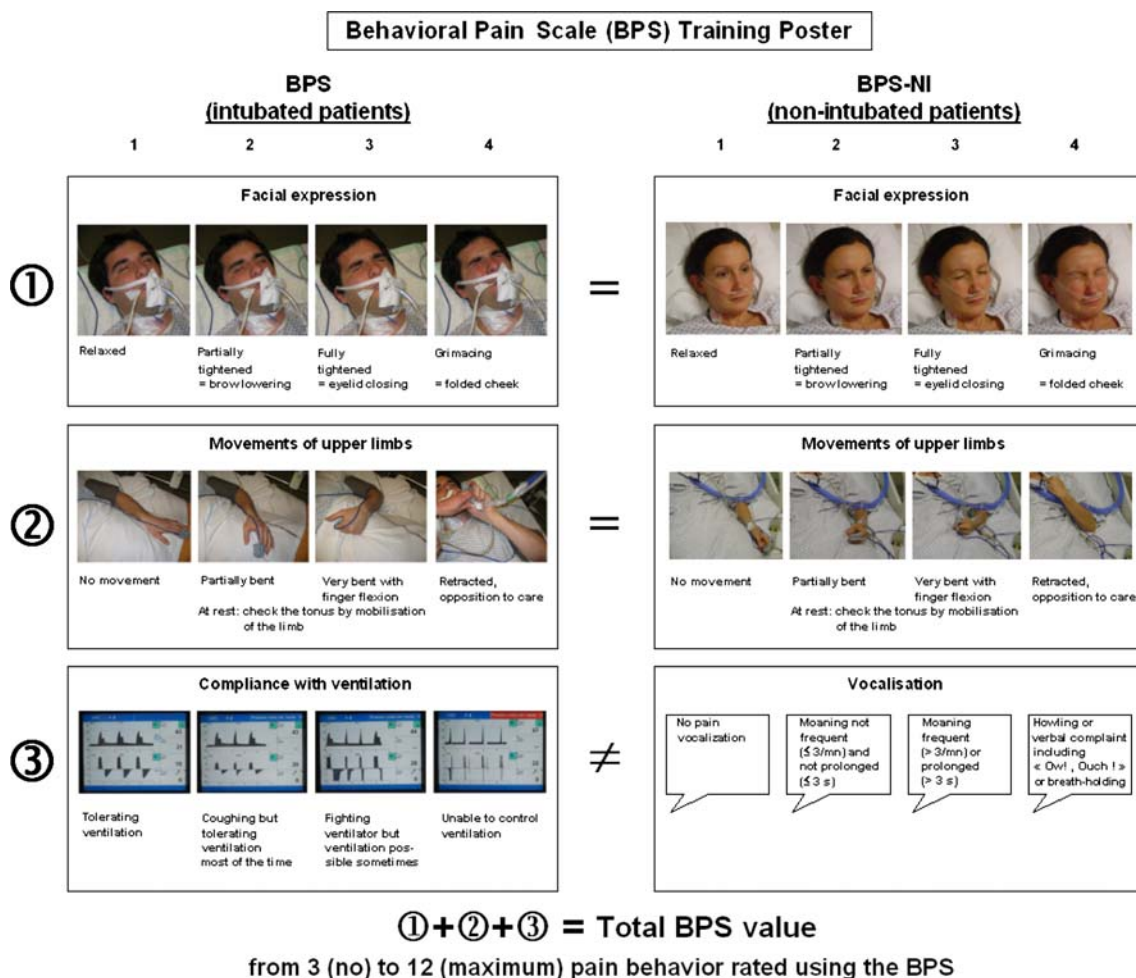 Behavioral Pain Scale (BPS) Training Poster
BPS
(intubated patients)
1 2 3 4
BPS-NI
(non-intubated patients)
1 2 3 4
①
Facial expression
Relaxed
Partially
tightened
= brow lowering
Fully
tightened
= eyelid closing
Grimacing
= folded cheek
=
Facial expression
Relaxed
Partially
tightened
= brow lowering
Fully
tightened
= eyelid closing
Grimacing
= folded cheek
②
Movements of upper limbs
No movement
Partially bent
Very bent with
finger flexion
Retracted,
opposition to care
At rest: check the tonus by mobilisation
of the limb
=
Movements of upper limbs
No movement
Partially bent
Very bent with
finger flexion
Retracted,
opposition to care
At rest: check the tonus by mobilisation
of the limb
③
Compliance with ventilation
Tolerating
ventilation
Coughing but
tolerating
ventilation
most of the time
Fighting
ventilator but
ventilation pos-
sible sometimes
Unable to control
ventilation
≠
Vocalisation
No pain
vocalization
Moaning not
frequent
(≤ 3/mn) and
not prolonged
(≤ 3 s)
Moaning
frequent
(> 3/mn) or
prolonged
(> 3 s)
Howling or
verbal complaint
including
« Ow! , Ouch ! »
or breath-holding
①+②+③ = Total BPS value
from 3 (no) to 12 (maximum) pain behavior rated using the BPS